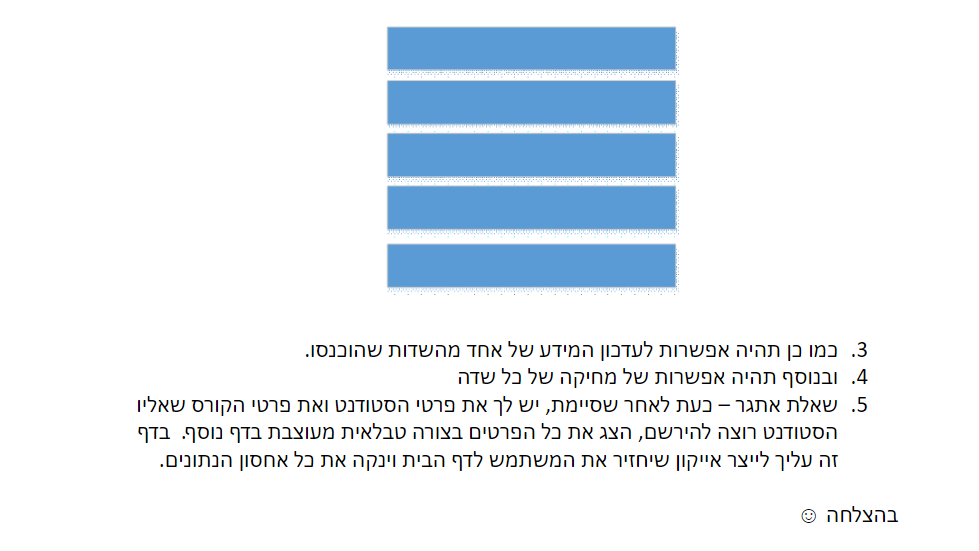 3. כמו כן תהיה אפשרות לעדכון המידע של אחד מהשדות שהוכנסו.
4. ובנוסף תהיה אפשרות של מחיקה של כל שדה
5. שאלת אתגר – כעת לאחר שסיימת, יש לך את פרטי הסטודנט ואת פרטי הקורס שאליו
הסטודנט רוצה להירשם, הצג את כל הפרטים בצורה טבלאית מעוצבת בדף נוסף. בדף
זה עליך לייצר אייקון שיחזיר את המשתמש לדף הבית וינקה את כל אחסון הנתונים.
בהצלחה ☺